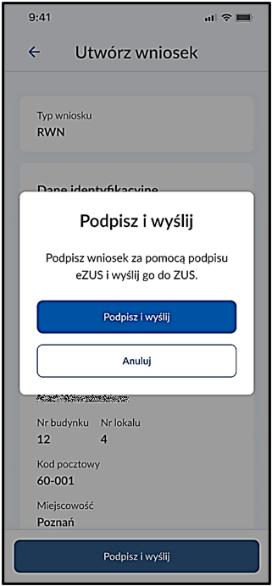 9:41
Utwórz wniosek
Typ wniosku
RWN
Dane identyfikacyjne
Podpisz i wyślij
Podpisz wniosek za pomocą podpisu
eZUS i wyślij go do ZUS.
Podpisz i wyślij
Anuluj
Nr budynku Nr lokalu
12 4
Kod pocztowy
60-001
Miejscowość
Poznań
Podpisz i wyślij